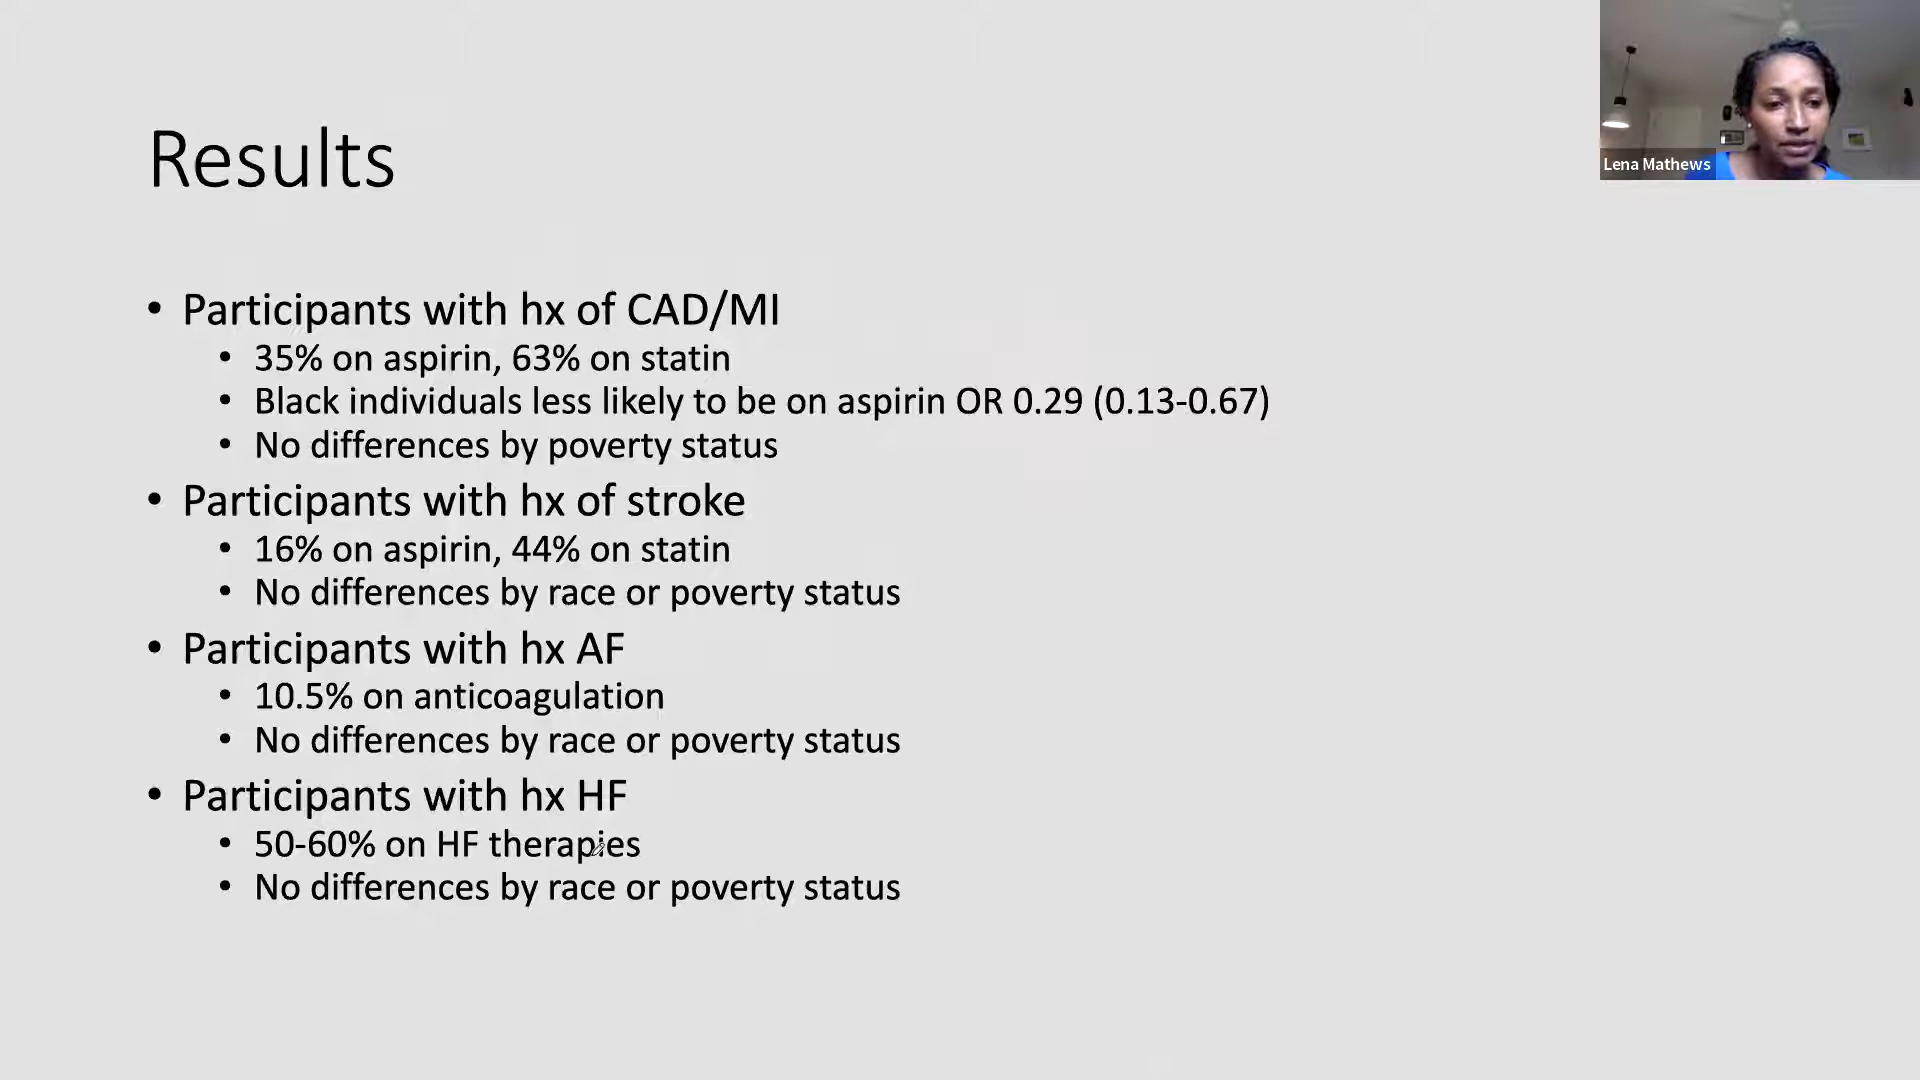 Lena Mathews
Results
• Participants with hx of CAD/MI
• 35% on aspirin, 63% on statin
• Black individuals less likely to be on aspirin OR 0.29 (0.13-0.67)
• No differences by poverty status
• Participants with hx of stroke
• 16% on aspirin, 44% on statin
• No differences by race or poverty status
• Participants with hx AF
• 10.5% on anticoagulation
• No differences by race or poverty status
• Participants with hx HF
• 50-60% on HF therapies
• No differences by race or poverty status